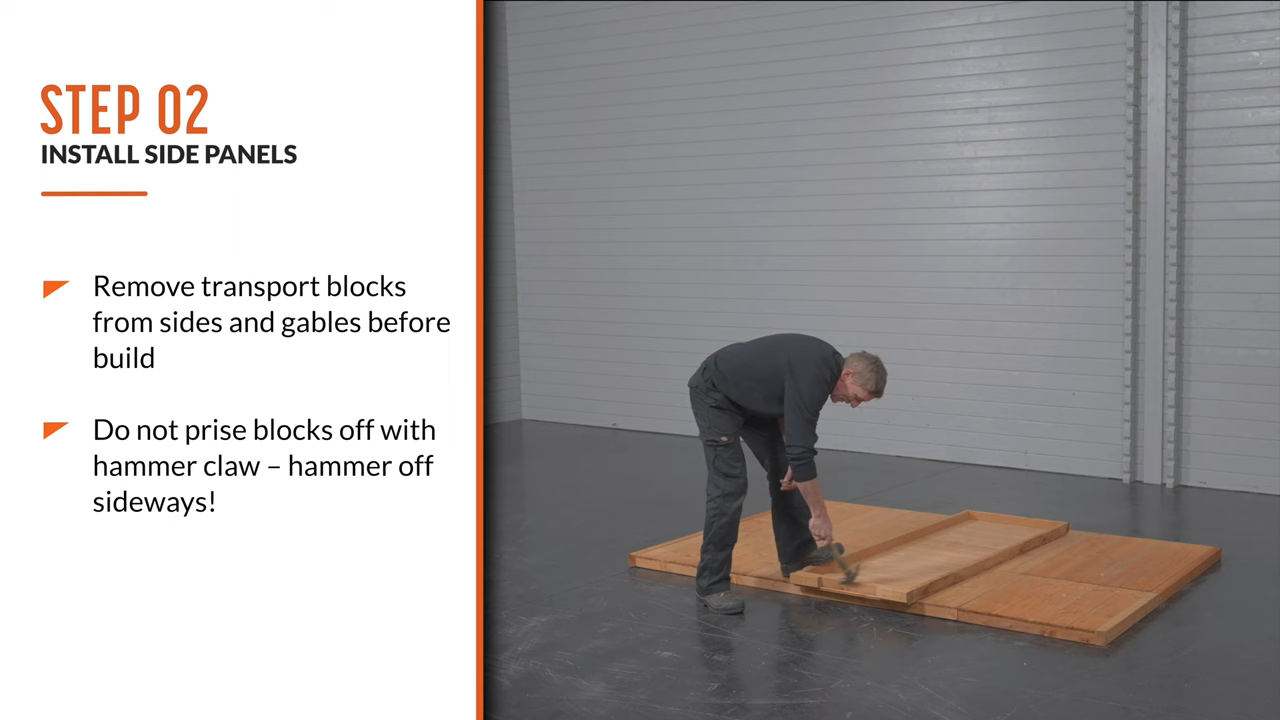 STEP 02
INSTALL SIDE PANELS
Remove transport blocks
from sides and gables before
build
Do not prise blocks off with
hammer claw – hammer off
sideways!